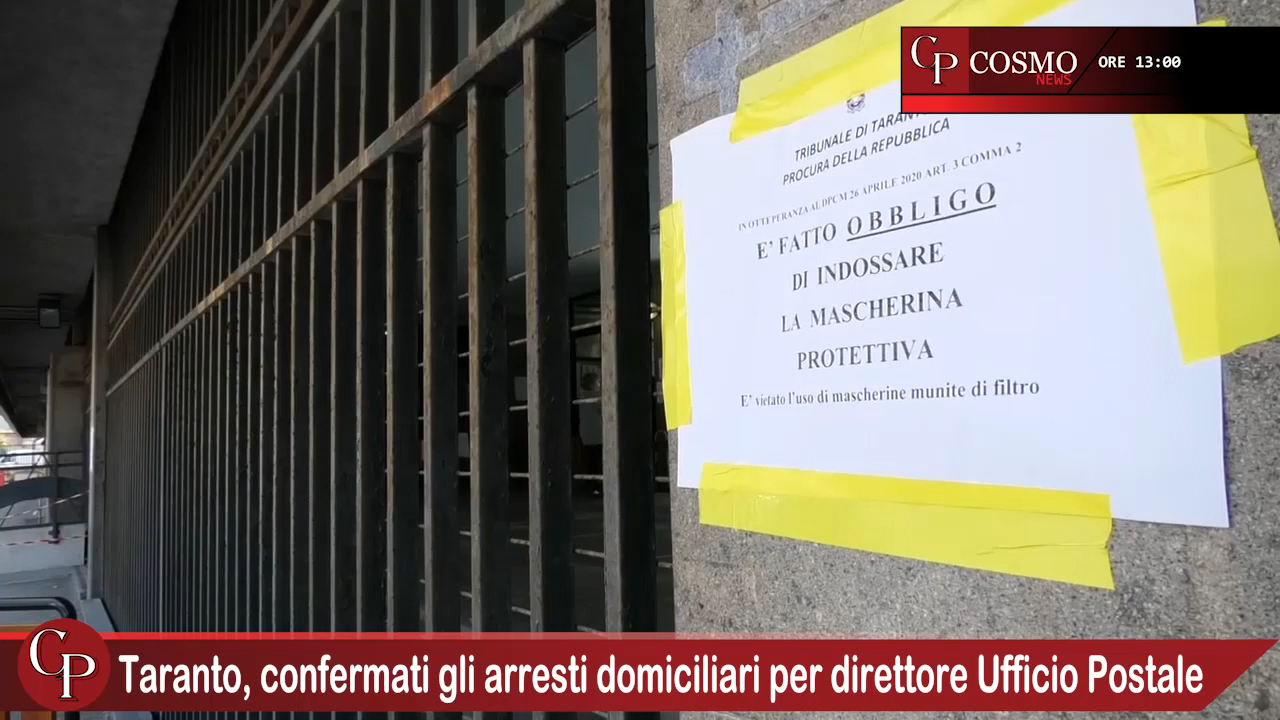 CP COSMO
NEWS
ORE 13:00
TRIBUNALE DI TARANTO
PROCURA DELLA REPUBBLICA
IN OTTEPERANZA AL DPCM 26 APRILE 2020 ART. 3 COMMA 2
E' FATTO OBBLIGO
DI INDOSSARE
LA MASCHERINA
PROTETTIVA
E' vietato l'uso di mascherine munite di filtro
CP
Taranto, confermati gli arresti domiciliari per direttore Ufficio Postale